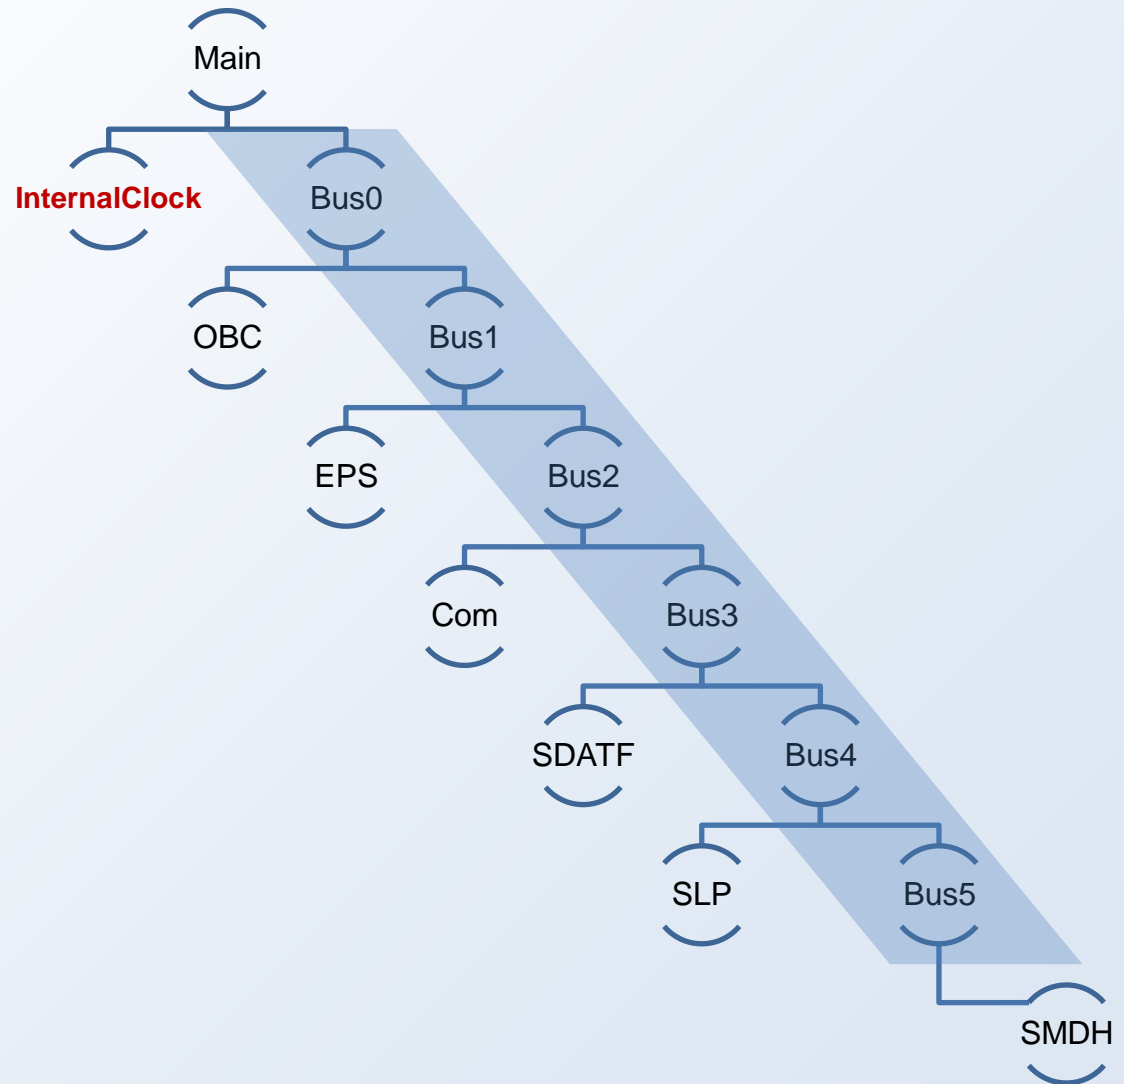 Main
InternalClock
Bus0
OBC
Bus1
EPS
Bus2
Com
Bus3
SDATF
Bus4
SLP
Bus5
SMDH